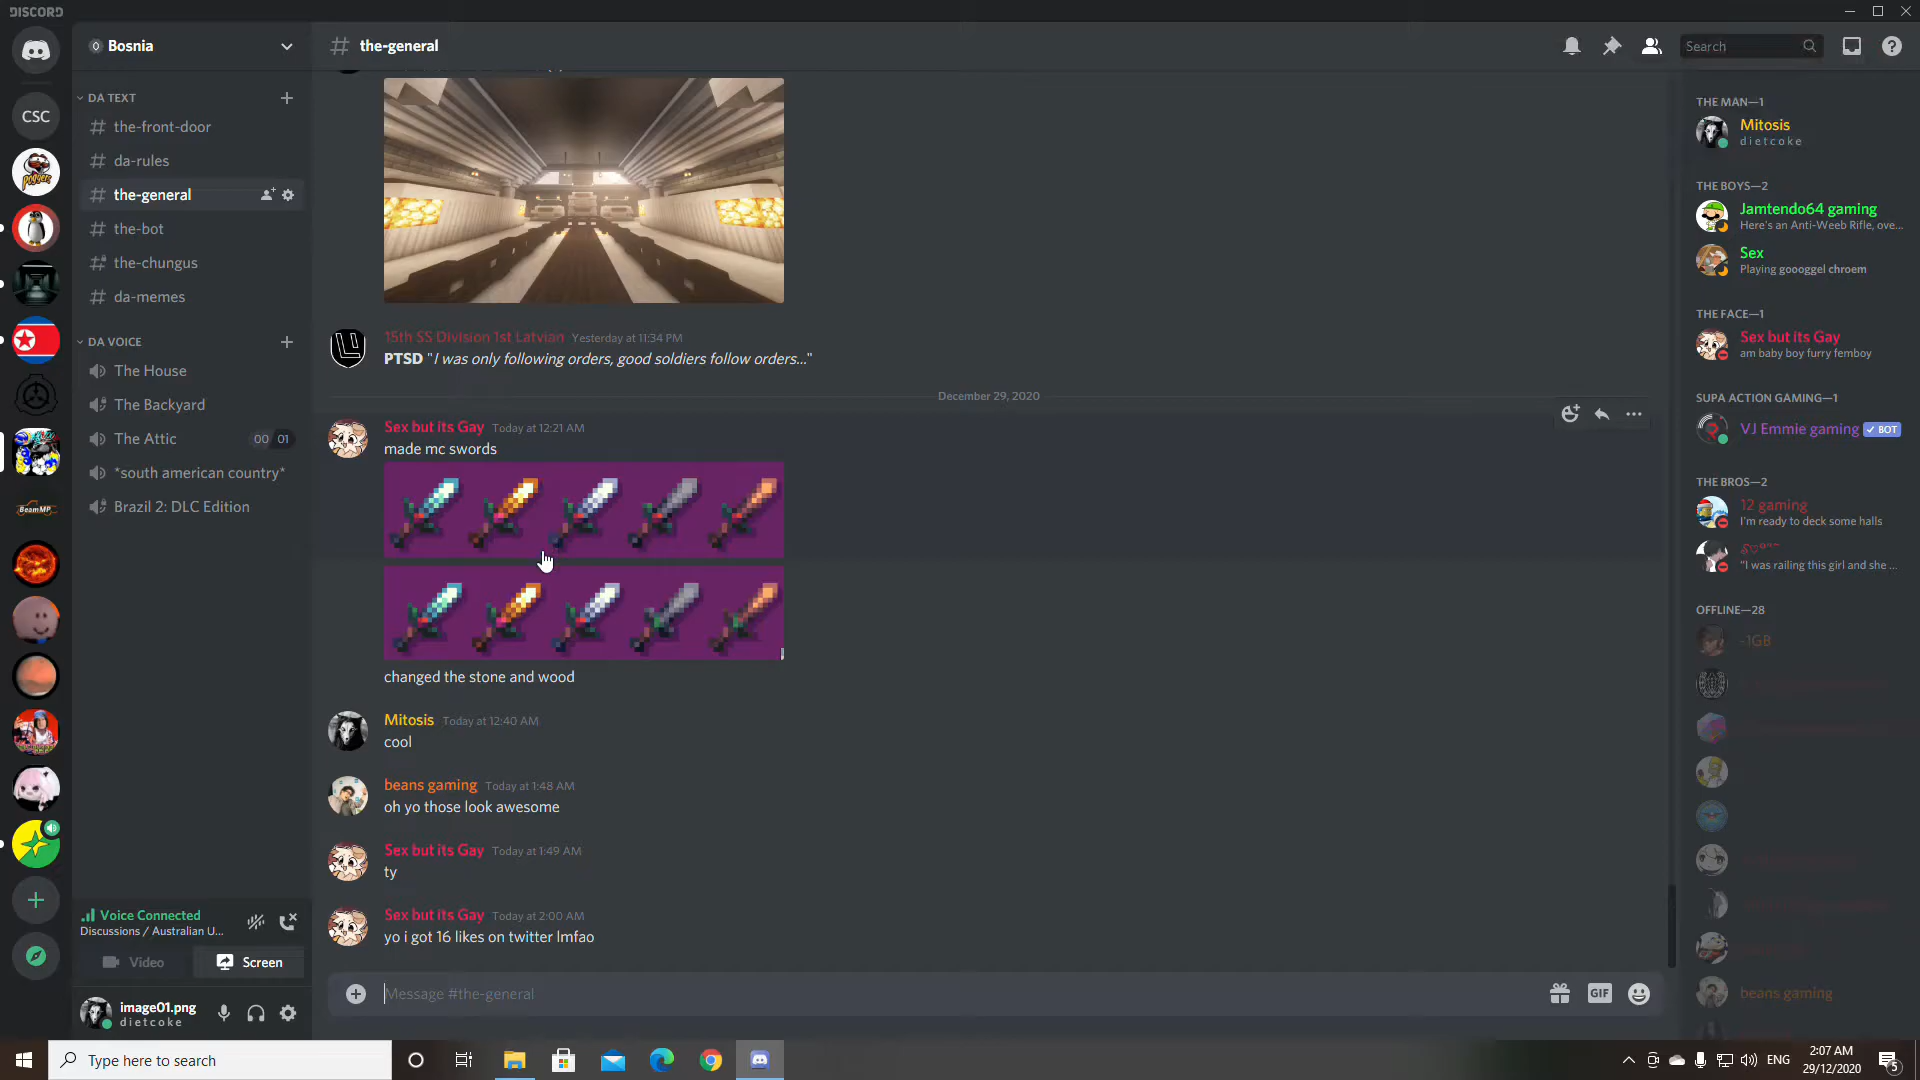 DISCORD
Bosnia
the-general
Search
CSC
Poggers
BeamMP
DA TEXT
the-front-door
da-rules
the-general
the-bot
the-chungus
da-memes
DA VOICE
The House
The Backyard
The Attic 00 01
*south american country*
Brazil 2: DLC Edition
Voice Connected
Discussions / Australian U...
Video
Screen
image01.png
dietcoke
15th SS Division 1st Latvian Yesterday at 11:34 PM
PTSD "I was only following orders, good soldiers follow orders..."
December 29, 2020
Sex but its Gay Today at 12:21 AM
made mc swords
changed the stone and wood
Mitosis Today at 12:40 AM
cool
beans gaming Today at 1:48 AM
oh yo those look awesome
Sex but its Gay Today at 1:49 AM
ty
Sex but its Gay Today at 2:00 AM
yo i got 16 likes on twitter lmfao
Message #the-general
GIF
THE MAN—1
Mitosis
dietcoke
THE BOYS—2
Jamtendo64 gaming
Here's an Anti-Weeb Rifle, ove...
Sex
Playing goooggel chroem
THE FACE—1
Sex but its Gay
am baby boy furry femboy
SUPA ACTION GAMING—1
VJ Emmie gaming BOT
THE BROS—2
12 gaming
I'm ready to deck some halls
"I was railing this girl and she ...
OFFLINE—28
-1GB
beans gaming
Type here to search
ENG
2:07 AM
29/12/2020
5